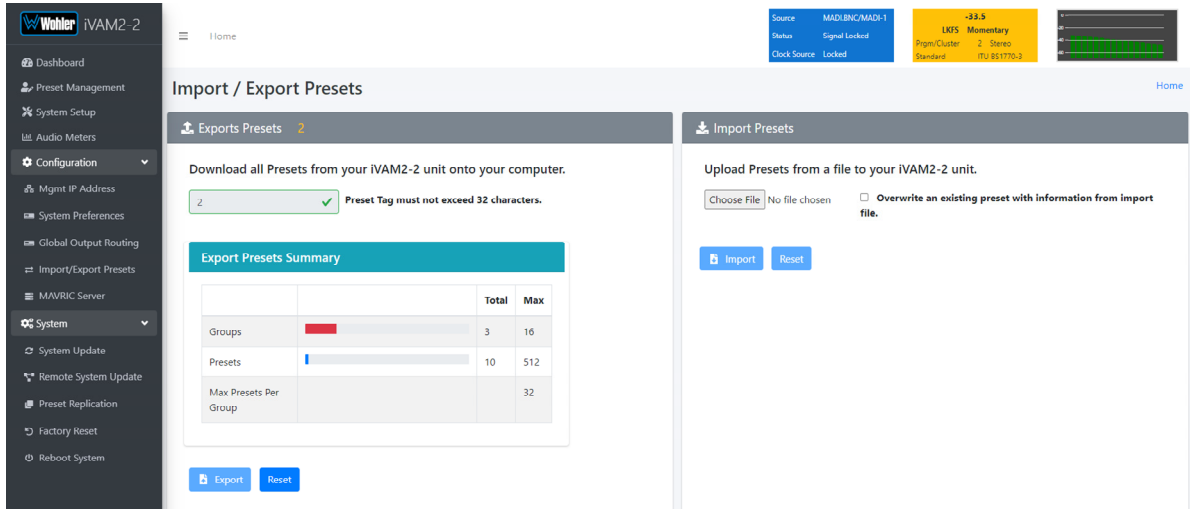 Wohler iVAM2-2
Dashboard
Preset Management
System Setup
Audio Meters
Configuration
Mgmt IP Address
System Preferences
Global Output Routing
Import/Export Presets
MAVRIC Server
System
System Update
Remote System Update
Preset Replication
Factory Reset
Reboot System
Home
Source MADI.BNC/MADI-1
Status Signal Locked
Clock Source Locked
-33.5
LKFS Momentary
Prgm/Cluster 2 Stereo
Standard ITU BS1770-3
Import / Export Presets
Home
Exports Presets 2
Download all Presets from your iVAM2-2 unit onto your computer.
2 Preset Tag must not exceed 32 characters.
Export Presets Summary
Total Max
Groups 3 16
Presets 10 512
Max Presets Per
Group
32
Export Reset
Import Presets
Upload Presets from a file to your iVAM2-2 unit.
Choose File No file chosen
Overwrite an existing preset with information from import
file.
Import Reset